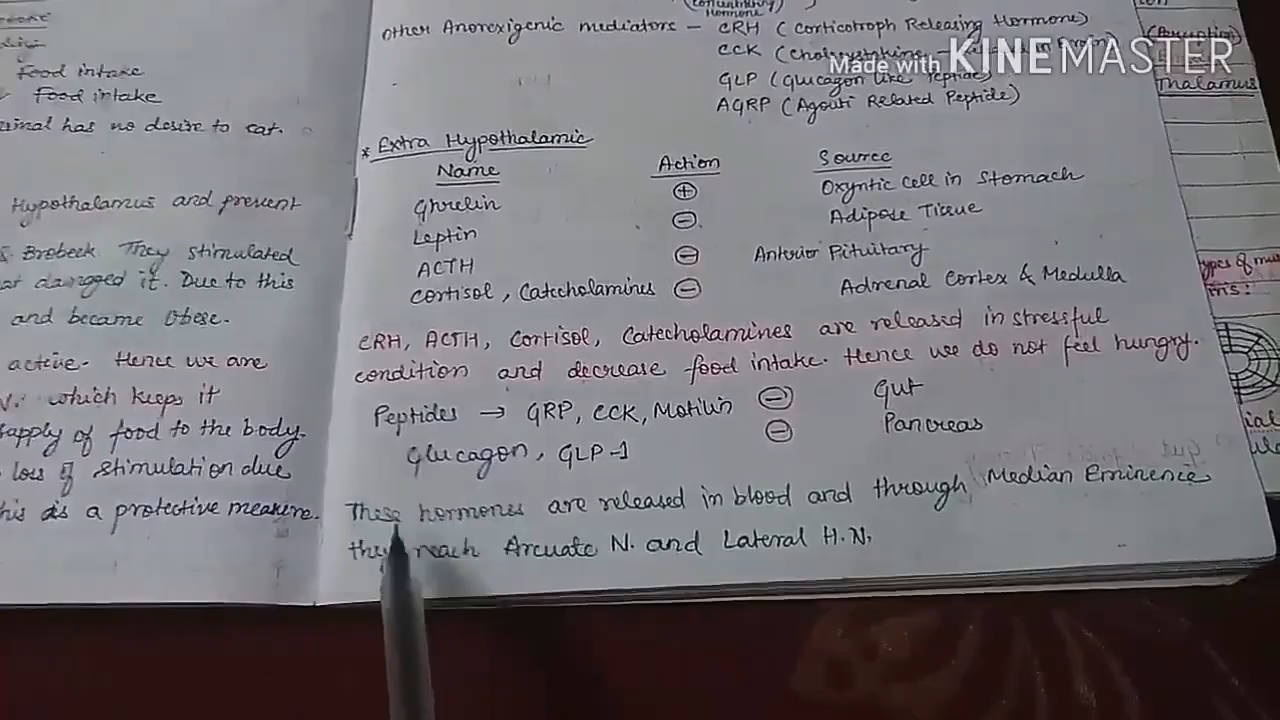 Food intake
Food intake
has no desire to eat.
Hypothalamus and prevent
& Brobeck. They stimulated
damaged it. Due to this
and became Obese.
active. Hence we are
which keeps it
supply of food to the body.
loss of stimulation due
This is a protective measure.
Hormone)
Other Anorexigenic mediators - CRH (Corticotroph Releasing Hormone)
CCK
GLP (Glucagon like Peptide)
AGRP (Agouti Related Peptide)
* Extra Hypothalamic
Name Action Source
Ghrelin ⊕ Oxyntic Cell in Stomach
Leptin ⊖ Adipose Tissue
ACTH ⊖ Anterior Pituitary
Cortisol, Catecholamines ⊖ Adrenal Cortex & Medulla
CRH, ACTH, Cortisol, Catecholamines are released in stressful
condition and decrease food intake. Hence we do not feel hungry.
Peptides → GRP, CCK, Motilin ⊖ Gut
Glucagon, GLP-1 ⊖ Pancreas
These hormones are released in blood and through Median Eminence
they reach Arcuate N. and Lateral H.N.
Thalamus
types of
Made with KINEMASTER